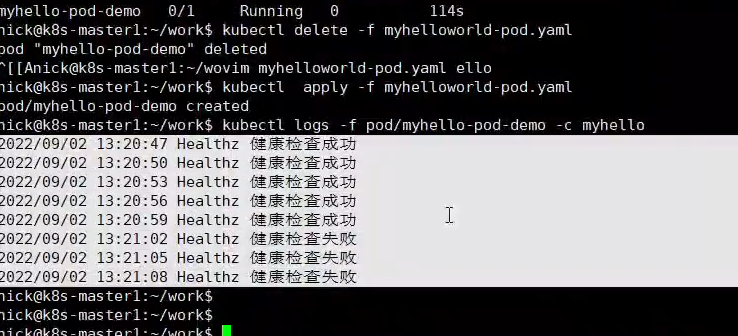 myhello-pod-demo   0/1     Running   0          114s
nick@k8s-master1:~/work$ kubectl delete -f myhelloworld-pod.yaml
pod "myhello-pod-demo" deleted
^[[Anick@k8s-master1:~/wovim myhelloworld-pod.yaml ello
nick@k8s-master1:~/work$ kubectl  apply -f myhelloworld-pod.yaml
pod/myhello-pod-demo created
nick@k8s-master1:~/work$ kubectl logs -f pod/myhello-pod-demo -c myhello
2022/09/02 13:20:47 Healthz 健康检查成功
2022/09/02 13:20:50 Healthz 健康检查成功
2022/09/02 13:20:53 Healthz 健康检查成功
2022/09/02 13:20:56 Healthz 健康检查成功
2022/09/02 13:20:59 Healthz 健康检查成功
2022/09/02 13:21:02 Healthz 健康检查失败
2022/09/02 13:21:05 Healthz 健康检查失败
2022/09/02 13:21:08 Healthz 健康检查失败
nick@k8s-master1:~/work$
nick@k8s-master1:~/work$
nick@k8s-master1:~/work$